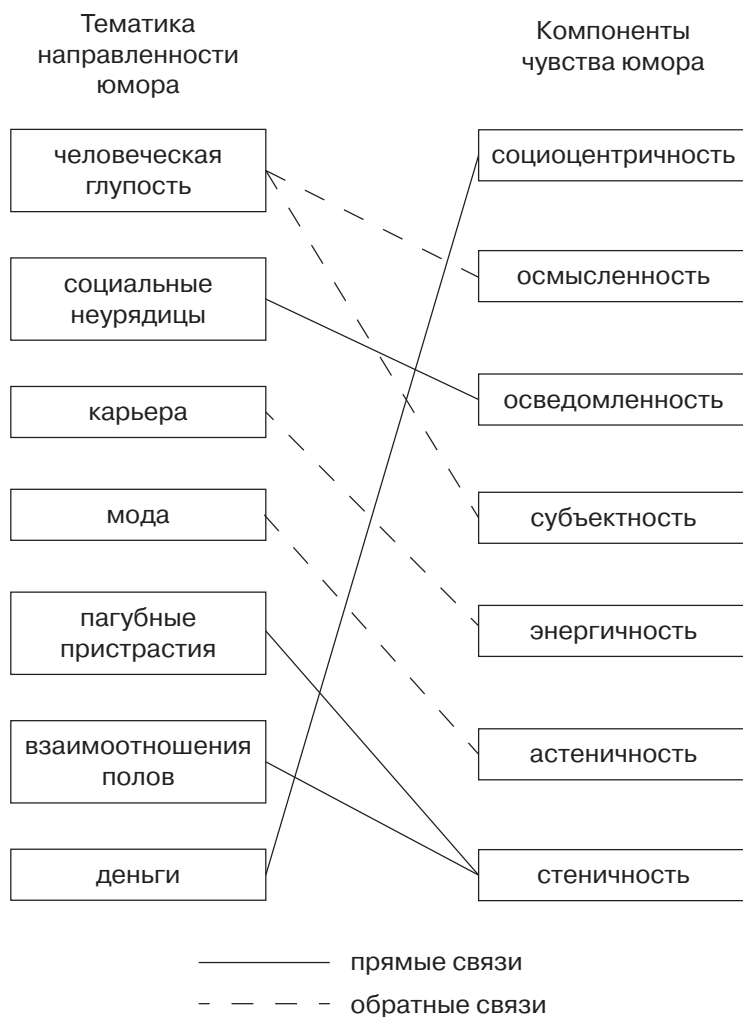 Тематика
направленности
юмора
человеческая
глупость
социальные
неурядицы
карьера
мода
пагубные
пристрастия
взаимоотношения
полов
деньги
Компоненты
чувства юмора
социоцентричность
осмысленность
осведомленность
субъектность
энергичность
астеничность
стеничность
прямые связи
обратные связи